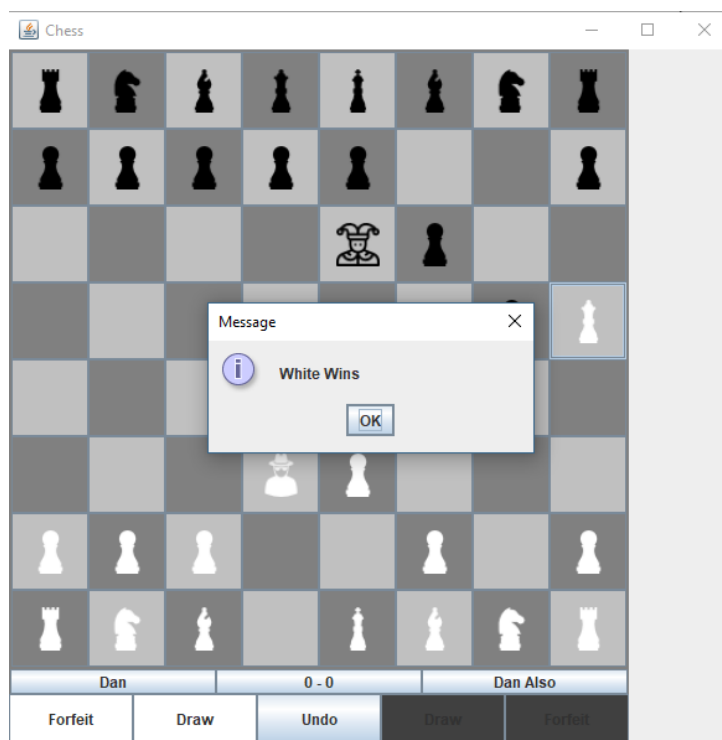 Chess
Message
White Wins
OK
Dan 0 - 0 Dan Also
Forfeit Draw Undo Draw Forfeit